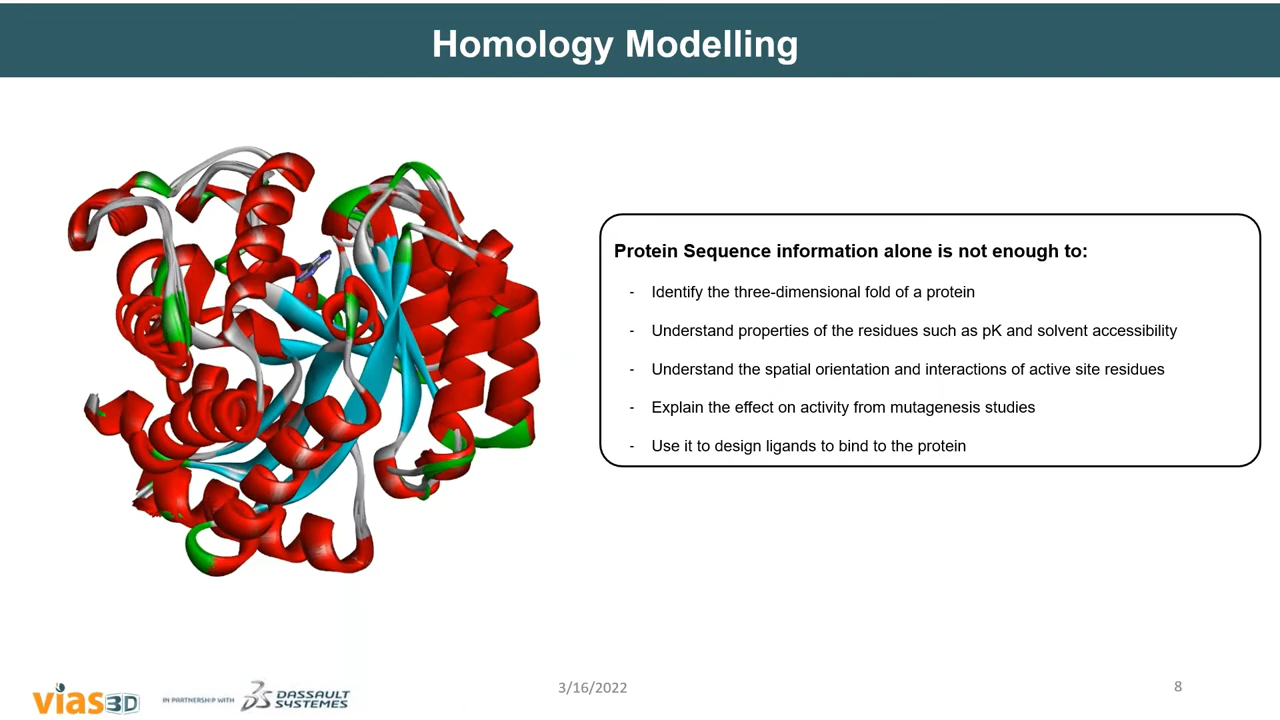 Homology Modelling
Protein Sequence information alone is not enough to:
- Identify the three-dimensional fold of a protein
- Understand properties of the residues such as pK and solvent accessibility
- Understand the spatial orientation and interactions of active site residues
- Explain the effect on activity from mutagenesis studies
- Use it to design ligands to bind to the protein
vias3D
IN PARTNERSHIP WITH
DASSAULT
SYSTEMES
3/16/2022
8